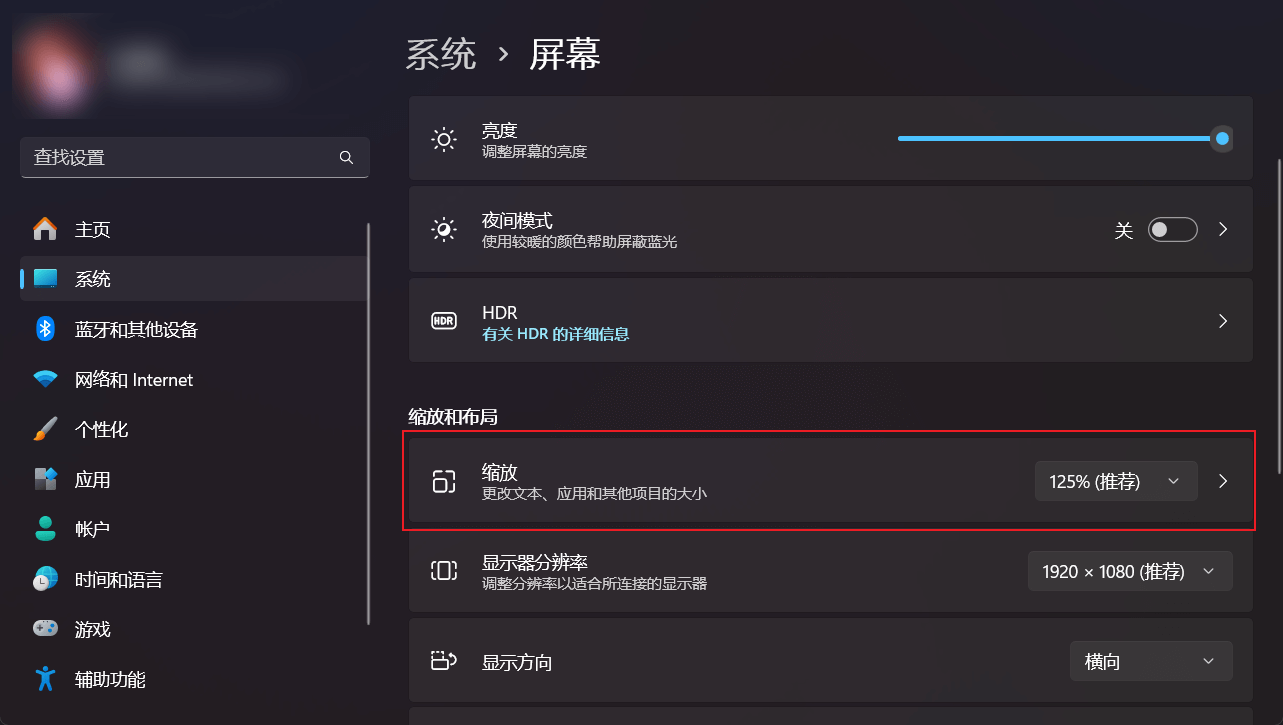 系统 › 屏幕
查找设置
主页
系统
蓝牙和其他设备
网络和 Internet
个性化
应用
帐户
时间和语言
游戏
辅助功能
亮度
调整屏幕的亮度
夜间模式
使用较暖的颜色帮助屏蔽蓝光
关
HDR
HDR
有关 HDR 的详细信息
缩放和布局
缩放
更改文本、应用和其他项目的大小
125% (推荐)
显示器分辨率
调整分辨率以适合所连接的显示器
1920 × 1080 (推荐)
显示方向
横向